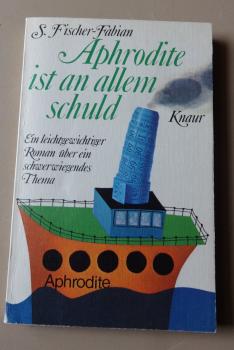 S. Fischer-Fabian
Aphrodite
ist an allem
schuld
Knaur
Ein leichtgewichtiger
Roman über ein
schwerwiegendes
Thema
Aphrodite